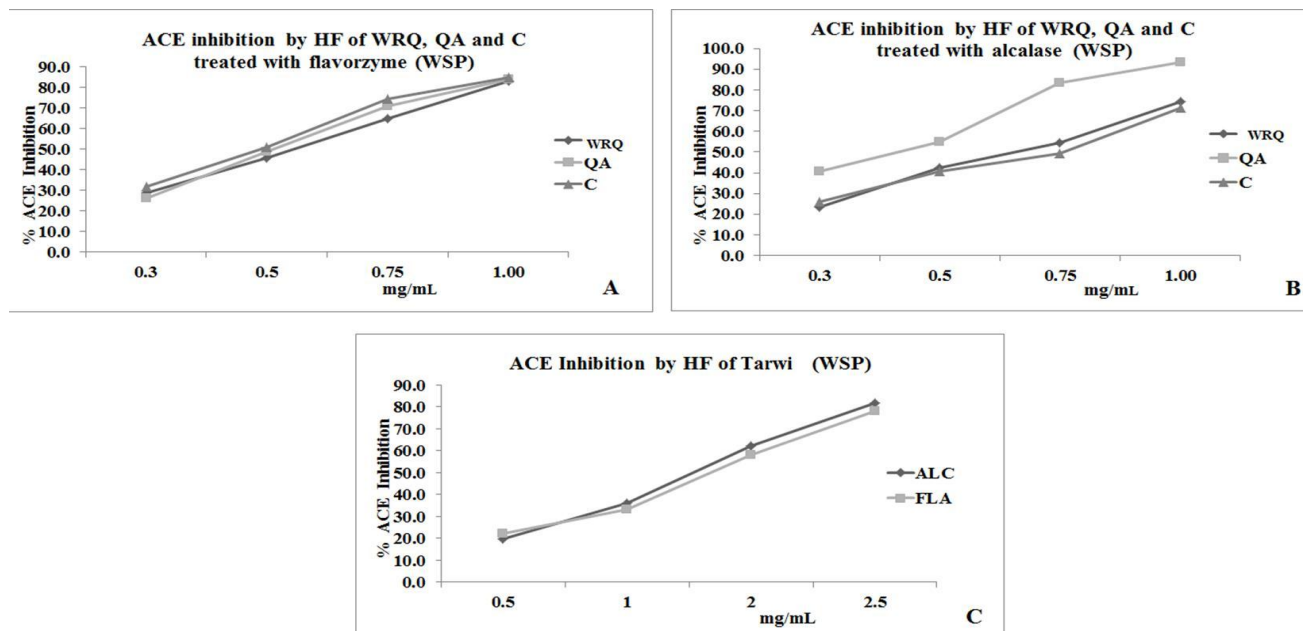 ACE inhibition by HF of WRQ, QA and C
treated with flavorzyme (WSP)
% ACE Inhibition
90.0
80.0
70.0
60.0
50.0
40.0
30.0
20.0
10.0
0.0
0.3 0.5 0.75 1.00
mg/mL
WRQ
QA
C
A
ACE inhibition by HF of WRQ, QA and C
treated with alcalase (WSP)
% ACE Inhibition
100.0
90.0
80.0
70.0
60.0
50.0
40.0
30.0
20.0
10.0
0.0
0.3 0.5 0.75 1.00
mg/mL
WRQ
QA
C
B
ACE Inhibition by HF of Tarwi (WSP)
% ACE Inhibition
90.0
80.0
70.0
60.0
50.0
40.0
30.0
20.0
10.0
0.0
0.5 1 2 2.5
mg/mL
ALC
FLA
C